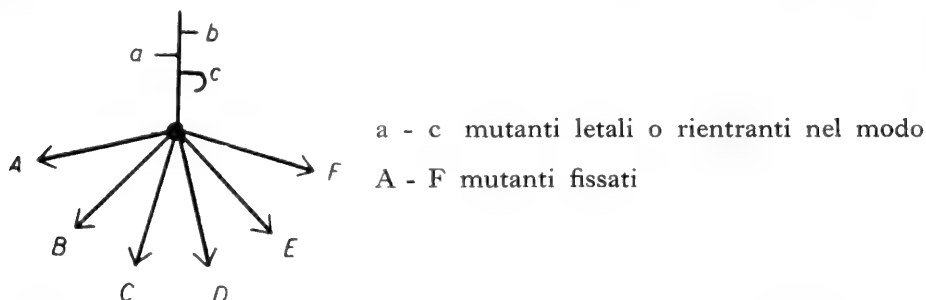 b
a
c
a - c mutanti letali o rientranti nel modo
A
F
A - F mutanti fissati
B
E
C
D